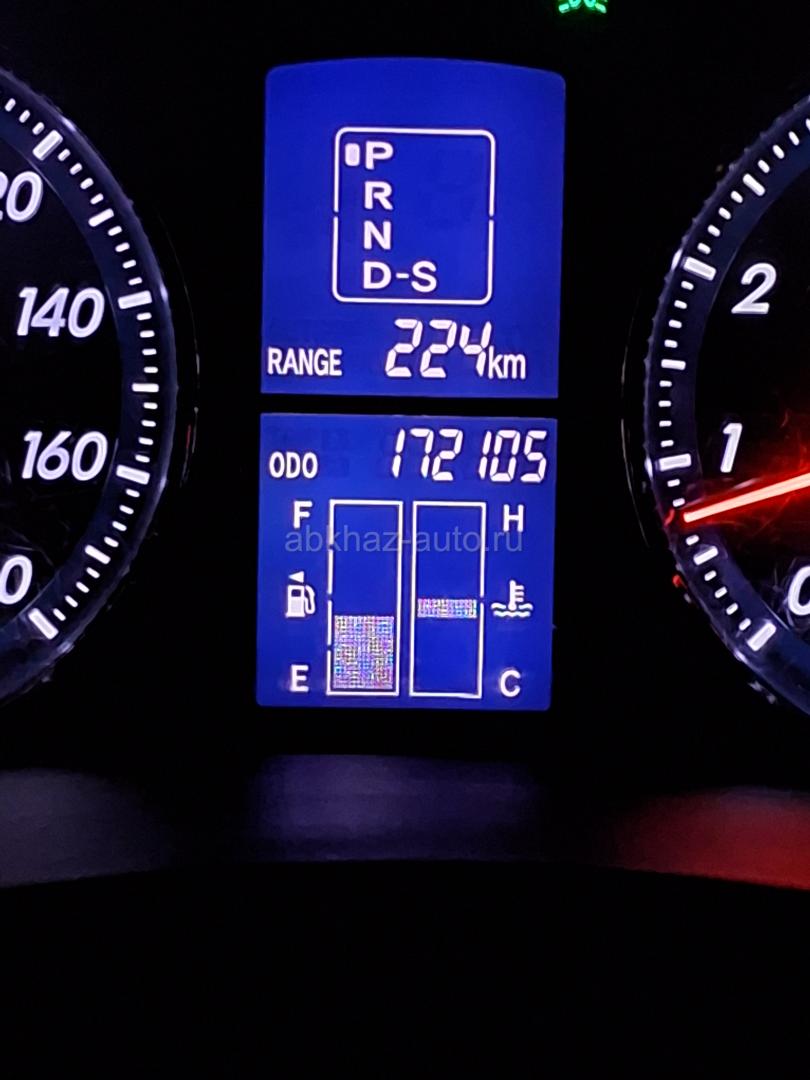 P
R
N
D-S
RANGE 224km
ODO 172105
F H
abkhaz-auto.ru
E C
20
140
160
0
2
1
0